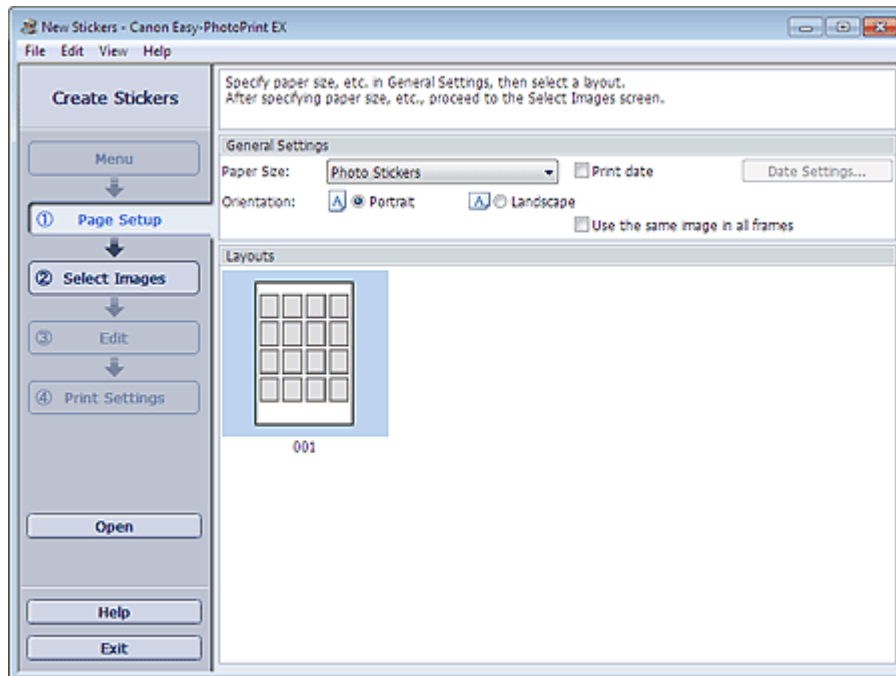 New Stickers - Canon Easy-PhotoPrint EX
File Edit View Help
Create Stickers
Menu
① Page Setup
② Select Images
③ Edit
④ Print Settings
Open
Help
Exit
Specify paper size, etc. in General Settings, then select a layout.
After specifying paper size, etc., proceed to the Select Images screen.
General Settings
Paper Size: Photo Stickers Print date Date Settings...
Orientation: A Portrait A Landscape
Use the same image in all frames
Layouts
001